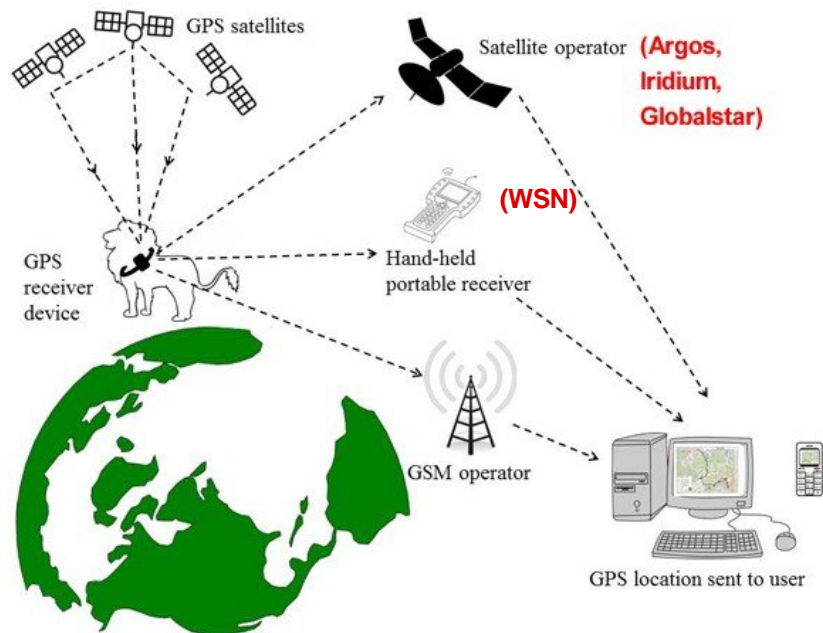 GPS satellites
Satellite operator
(Argos,
Iridium,
Globalstar)
(WSN)
GPS
receiver
device
Hand-held
portable receiver
GSM operator
GPS location sent to user